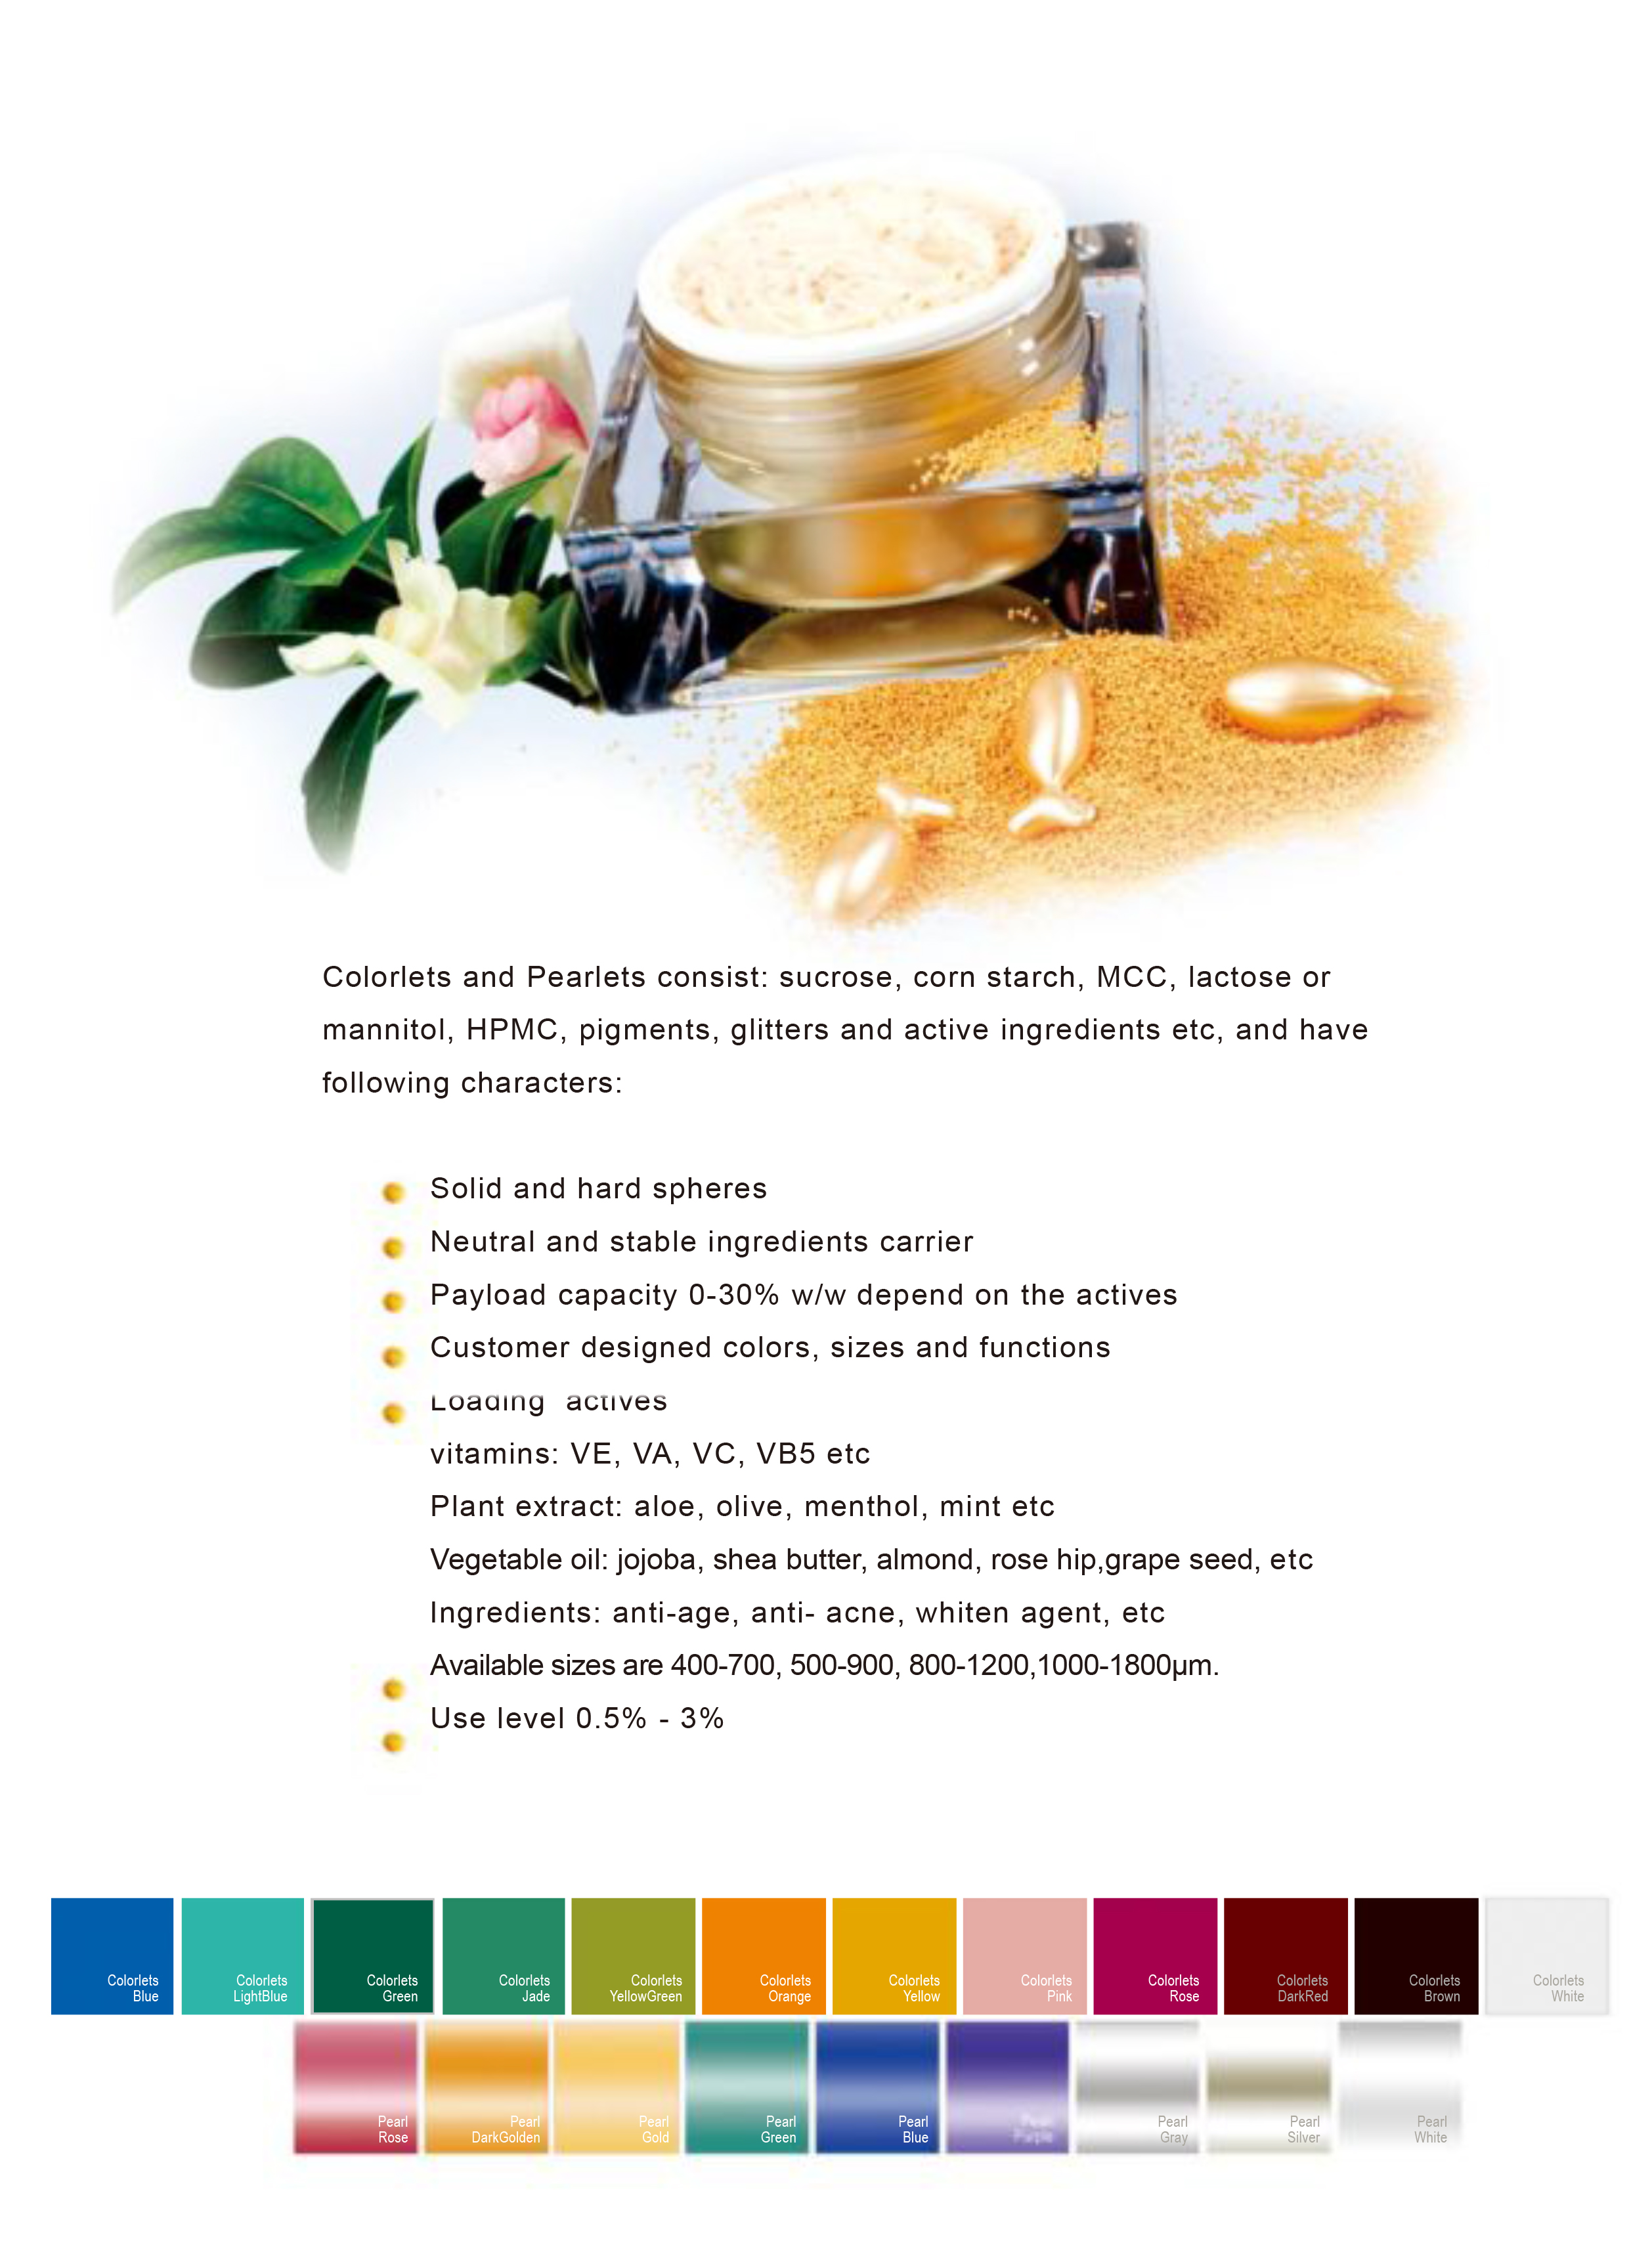 Colorlets and Pearlets consist: sucrose, corn starch, MCC, lactose or
mannitol, HPMC, pigments, glitters and active ingredients etc, and have
following characters:
Solid and hard spheres
Neutral and stable ingredients carrier
Payload capacity 0-30% w/w depend on the actives
Customer designed colors, sizes and functions
Loading actives
vitamins: VE, VA, VC, VB5 etc
Plant extract: aloe, olive, menthol, mint etc
Vegetable oil: jojoba, shea butter, almond, rose hip,grape seed, etc
Ingredients: anti-age, anti- acne, whiten agent, etc
Available sizes are 400-700, 500-900, 800-1200,1000-1800μm.
Use level 0.5% - 3%
Colorlets
Blue
Colorlets
LightBlue
Colorlets
Green
Colorlets
Jade
Colorlets
YellowGreen
Colorlets
Orange
Colorlets
Yellow
Colorlets
Pink
Colorlets
Rose
Colorlets
DarkRed
Colorlets
Brown
Colorlets
White
Pearl
Rose
Pearl
DarkGolden
Pearl
Gold
Pearl
Green
Pearl
Blue
Pearl
Purple
Pearl
Gray
Pearl
Silver
Pearl
White